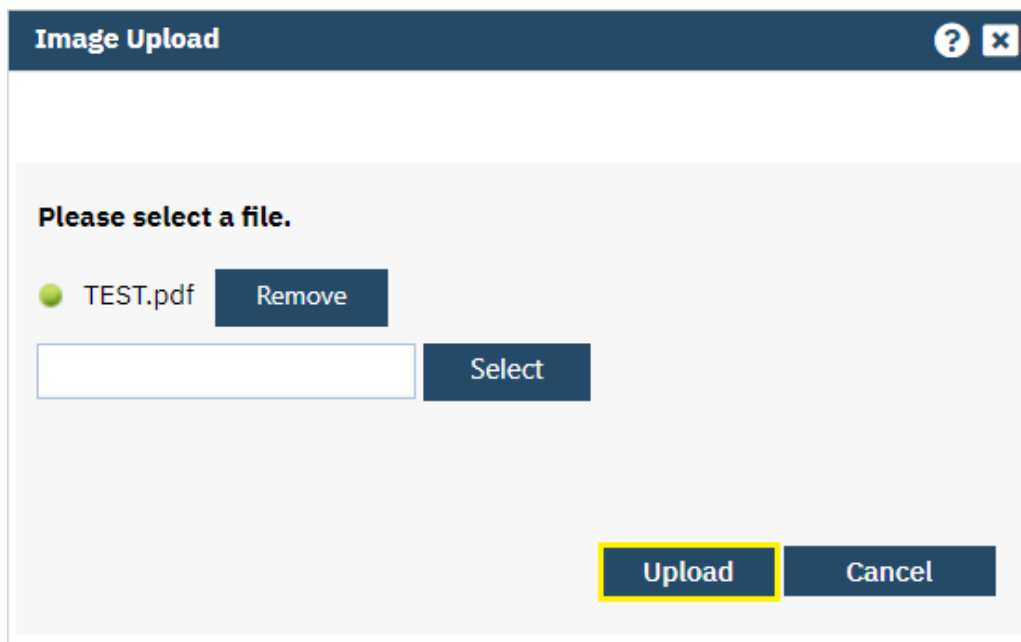 Image Upload
Please select a file.
TEST.pdf Remove
Select
Upload Cancel